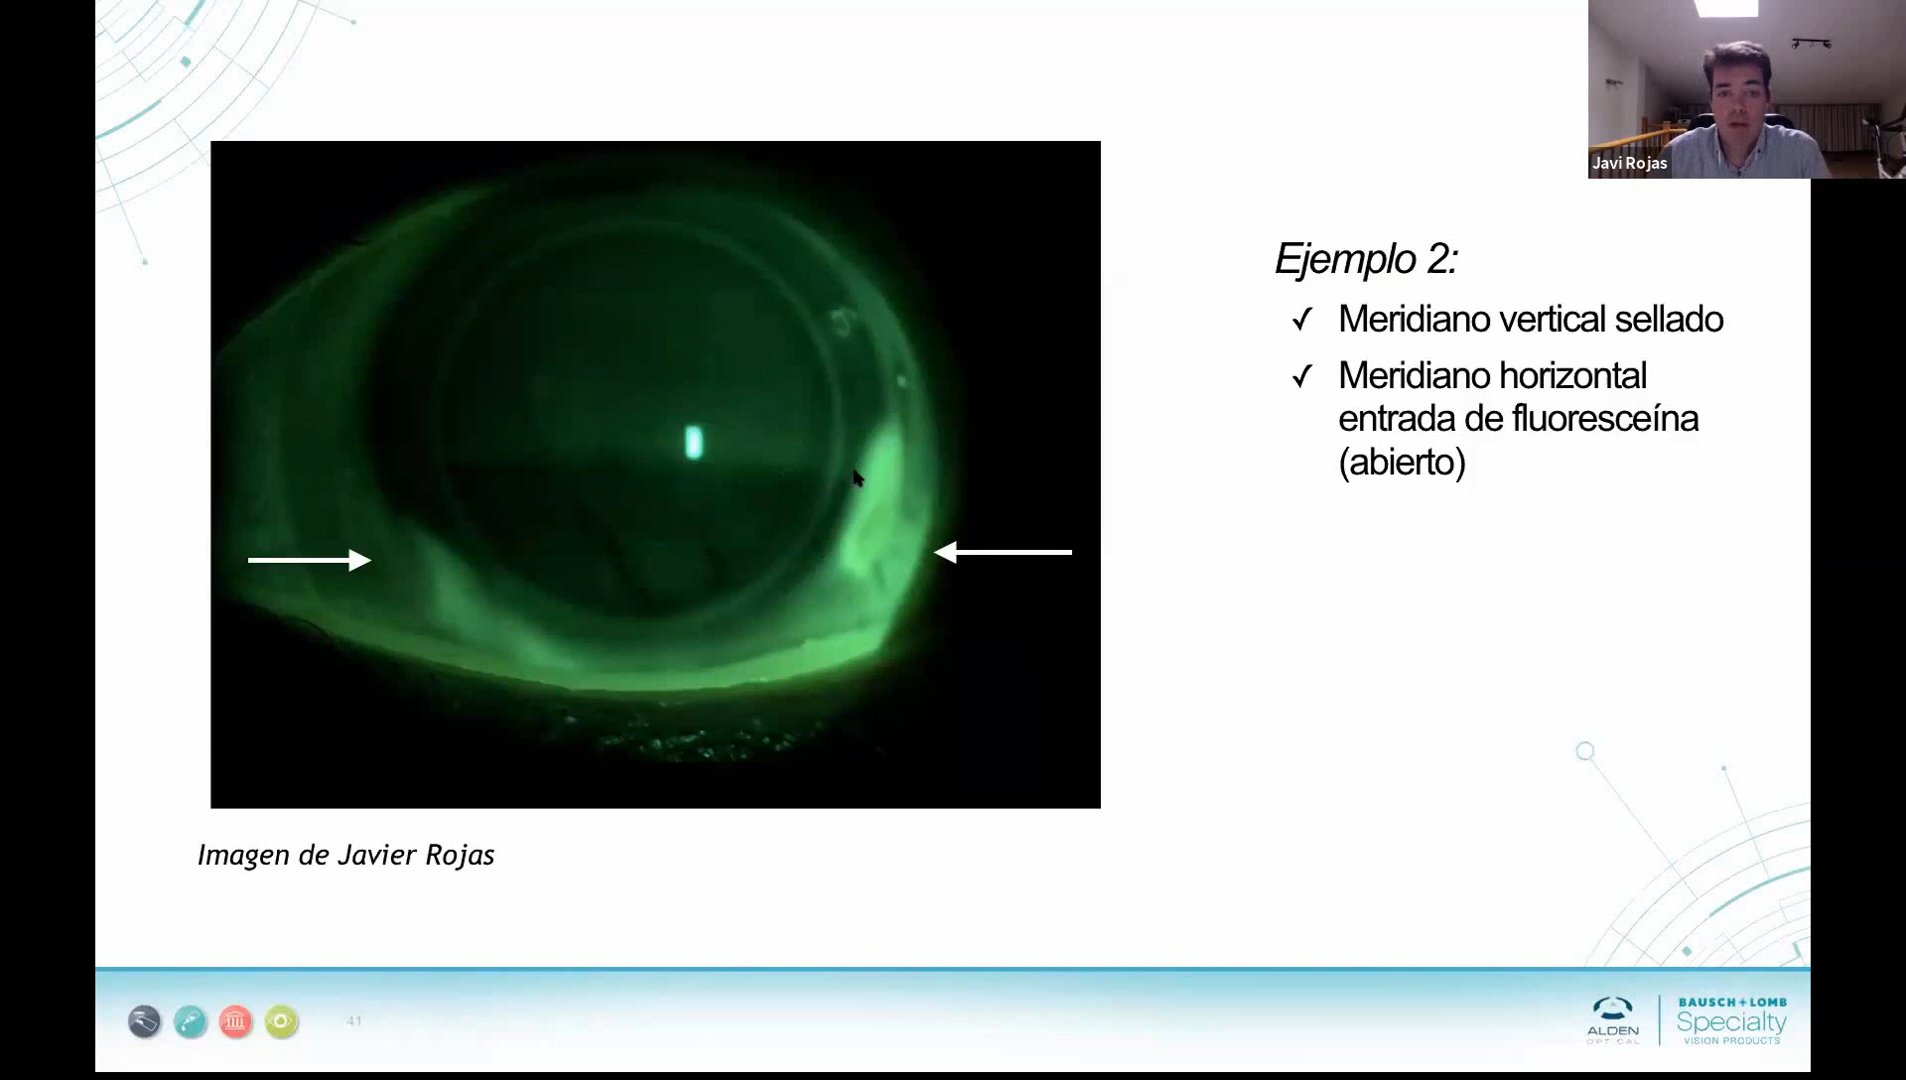 Javi Rojas
Ejemplo 2:
✓ Meridiano vertical sellado
✓ Meridiano horizontal
entrada de fluoresceína
(abierto)
Imagen de Javier Rojas
41
ALDEN
OPTICAL
BAUSCH + LOMB
Specialty
VISION PRODUCTS